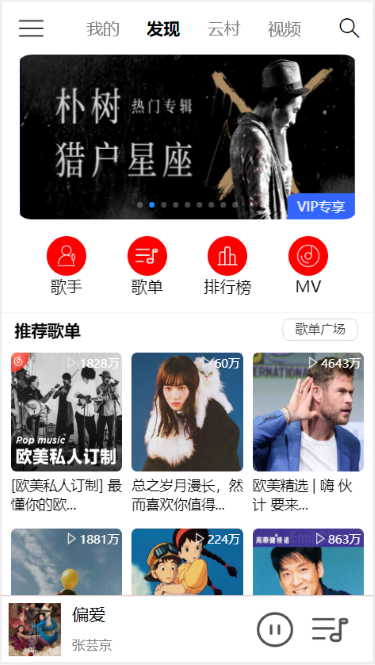 我的 发现 云村 视频
朴树 热门专辑
猎户星座
VIP专享
歌手 歌单 排行榜 MV
推荐歌单 歌单广场
1828万 60万 4643万
Pop music
欧美私人订制
[欧美私人订制] 最
懂你的欧...
总之岁月漫长，然
而喜欢你值得...
欧美精选 | 嗨 伙
计 要来...
1881万 224万 863万
偏爱
张芸京